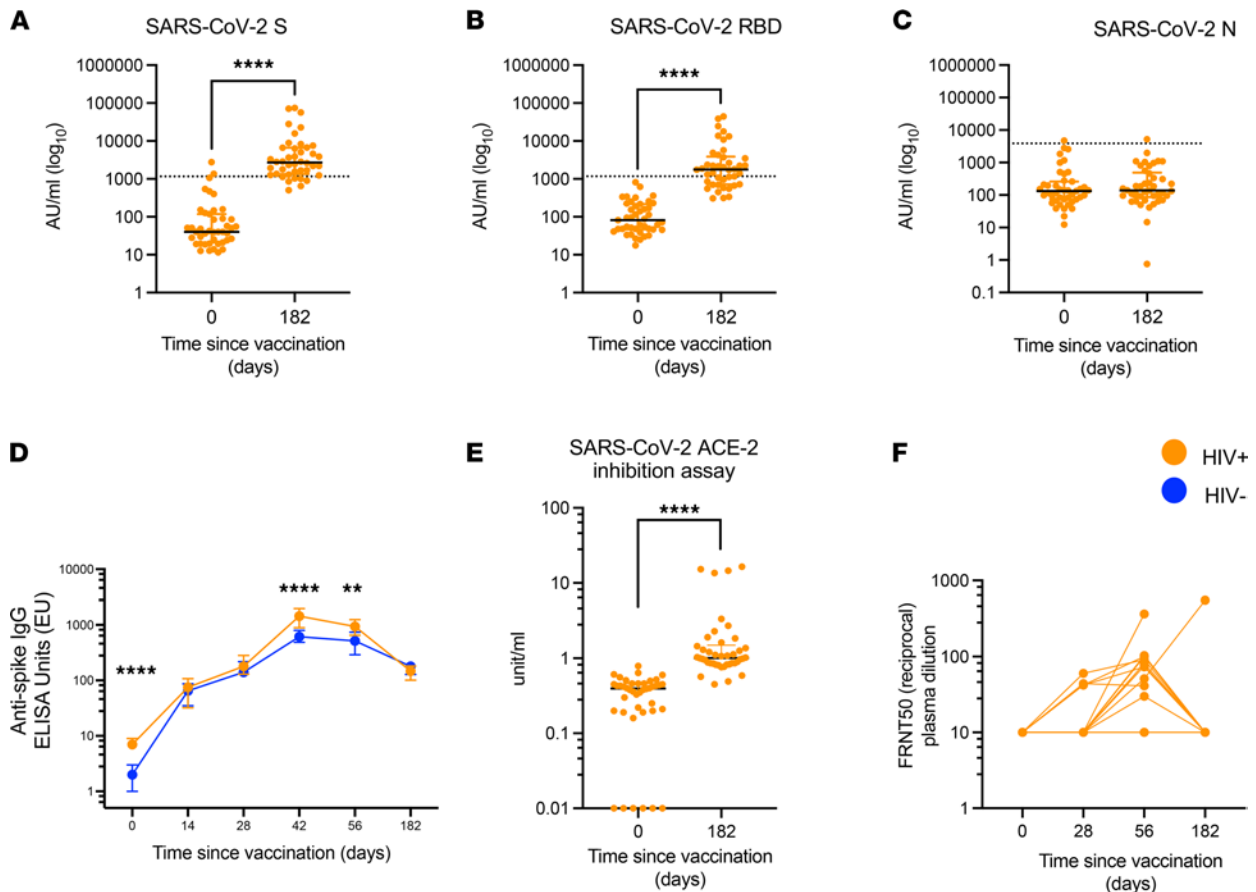 A
SARS-CoV-2 S
AU/ml (log10)
1000000
100000
10000
1000
100
10
1
****
0
182
Time since vaccination
(days)
B
SARS-CoV-2 RBD
AU/ml (log10)
1000000
100000
10000
1000
100
10
1
****
0
182
Time since vaccination
(days)
C
SARS-CoV-2 N
AU/ml (log10)
1000000
100000
10000
1000
100
10
1
0.1
0
182
Time since vaccination
(days)
D
Anti-spike IgG
ELISA Units (EU)
10000
1000
100
10
1
****
****
**
0
14
28
42
56
182
Time since vaccination (days)
E
SARS-CoV-2 ACE-2
inhibition assay
unit/ml
100
10
1
0.1
0.01
****
0
182
Time since vaccination
(days)
F
HIV+
HIV-
FRNT50 (reciprocal)
plasma dilution
1000
100
10
1
0
28
56
182
Time since vaccination
(days)